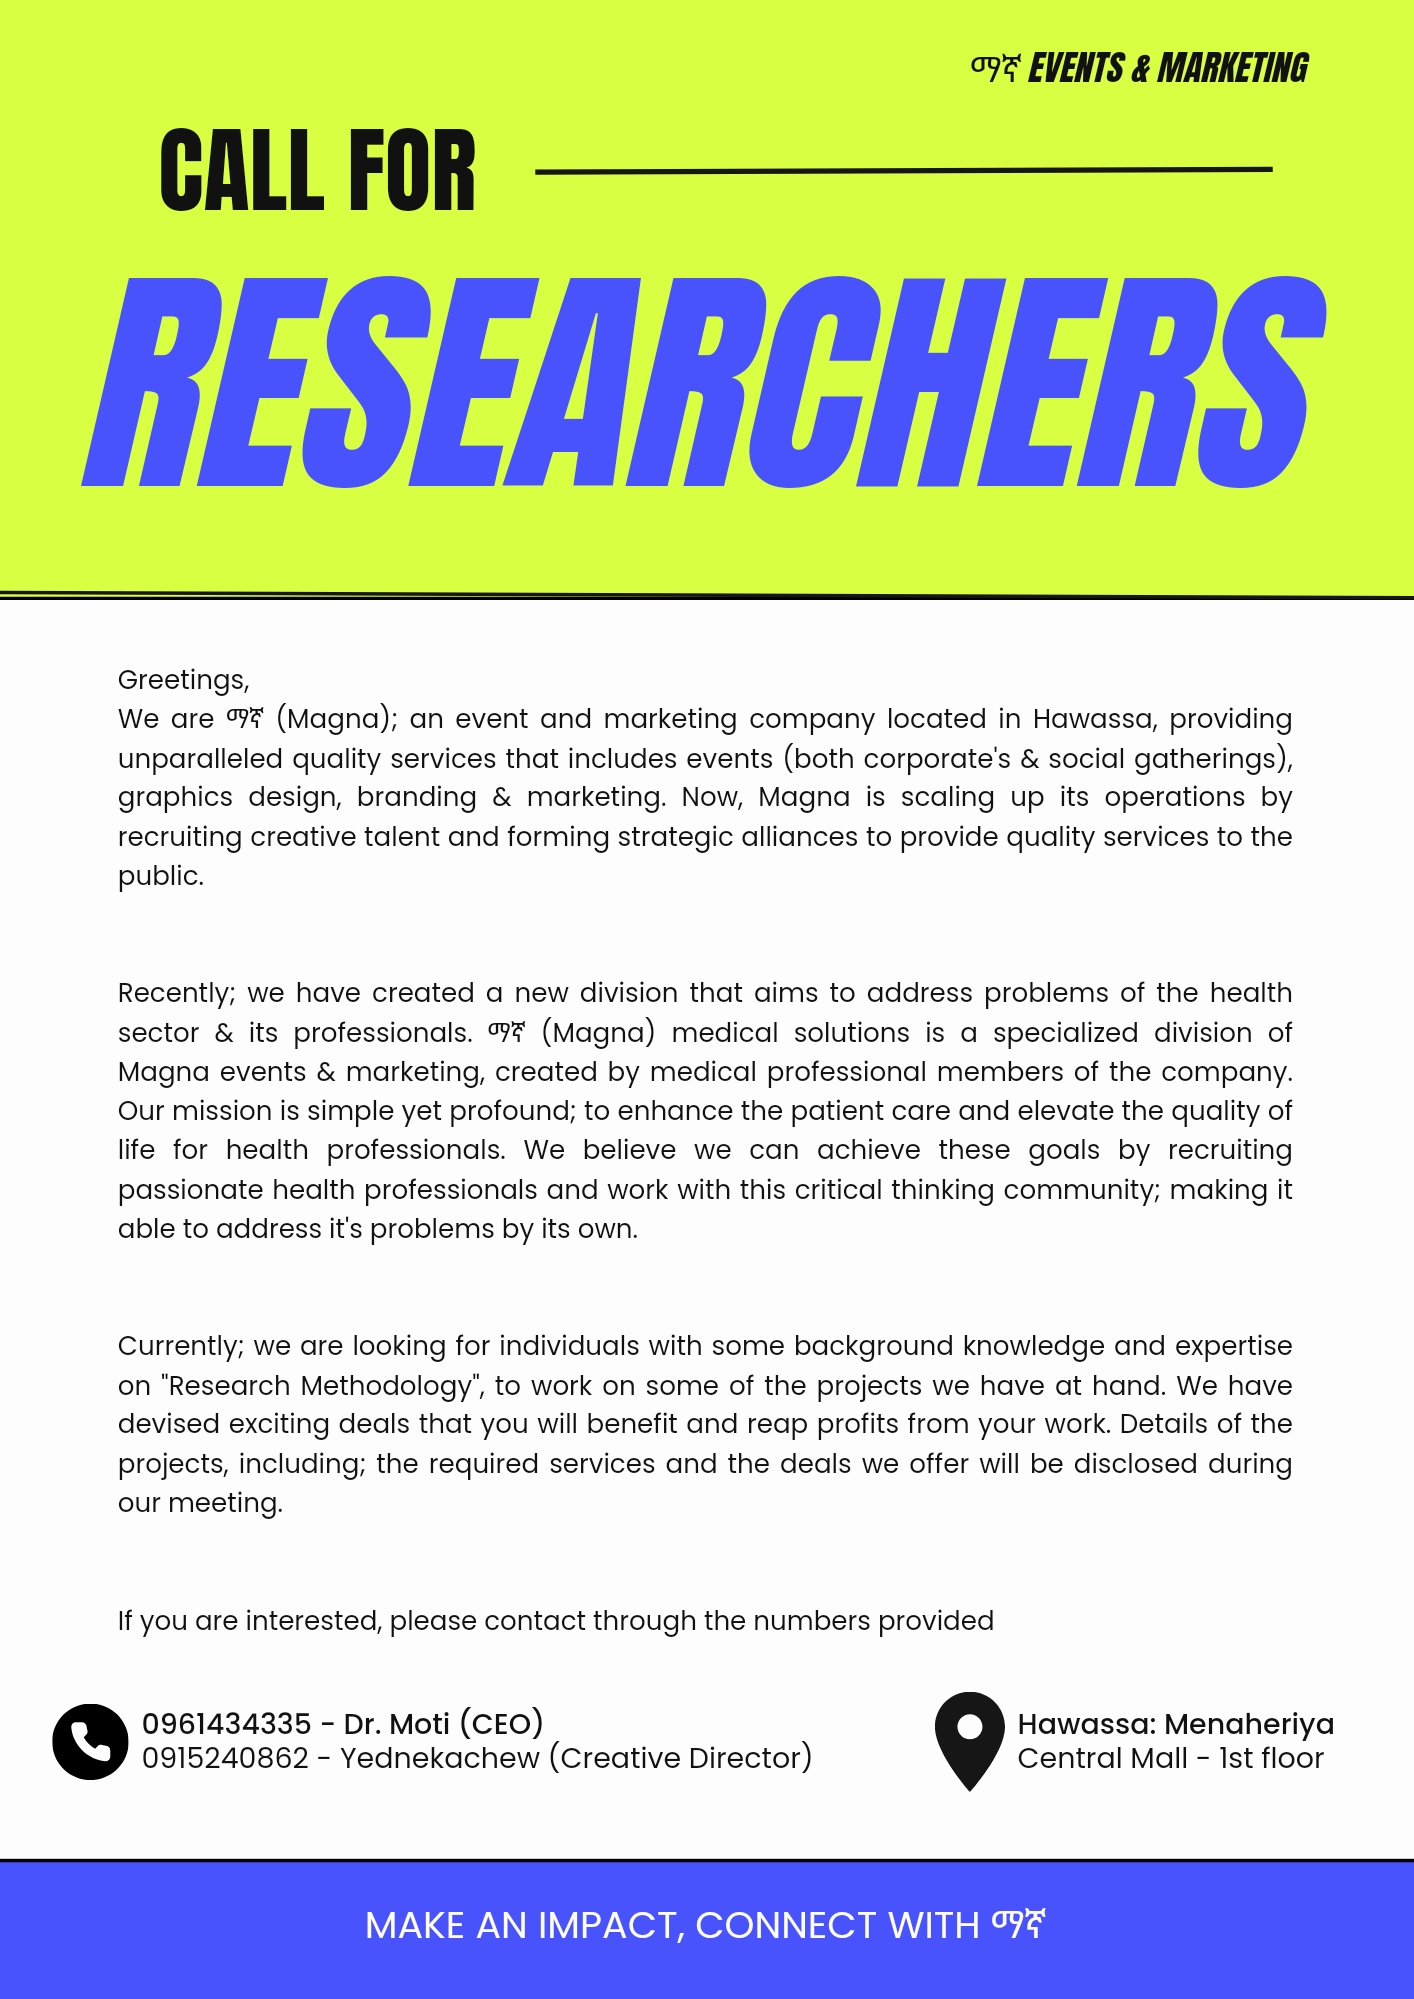 ማኛ EVENTS & MARKETING
CALL FOR
RESEARCHERS
Greetings,
We are ማኛ (Magna); an event and marketing company located in Hawassa, providing
unparalleled quality services that includes events (both corporate's & social gatherings),
graphics design, branding & marketing. Now, Magna is scaling up its operations by
recruiting creative talent and forming strategic alliances to provide quality services to the
public.
Recently; we have created a new division that aims to address problems of the health
sector & its professionals. ማኛ (Magna) medical solutions is a specialized division of
Magna events & marketing, created by medical professional members of the company.
Our mission is simple yet profound; to enhance the patient care and elevate the quality of
life for health professionals. We believe we can achieve these goals by recruiting
passionate health professionals and work with this critical thinking community; making it
able to address it's problems by its own.
Currently; we are looking for individuals with some background knowledge and expertise
on "Research Methodology", to work on some of the projects we have at hand. We have
devised exciting deals that you will benefit and reap profits from your work. Details of the
projects, including; the required services and the deals we offer will be disclosed during
our meeting.
If you are interested, please contact through the numbers provided
0961434335 - Dr. Moti (CEO)
0915240862 - Yednekachew (Creative Director)
Hawassa: Menaheriya
Central Mall - 1st floor
MAKE AN IMPACT, CONNECT WITH ማኛ